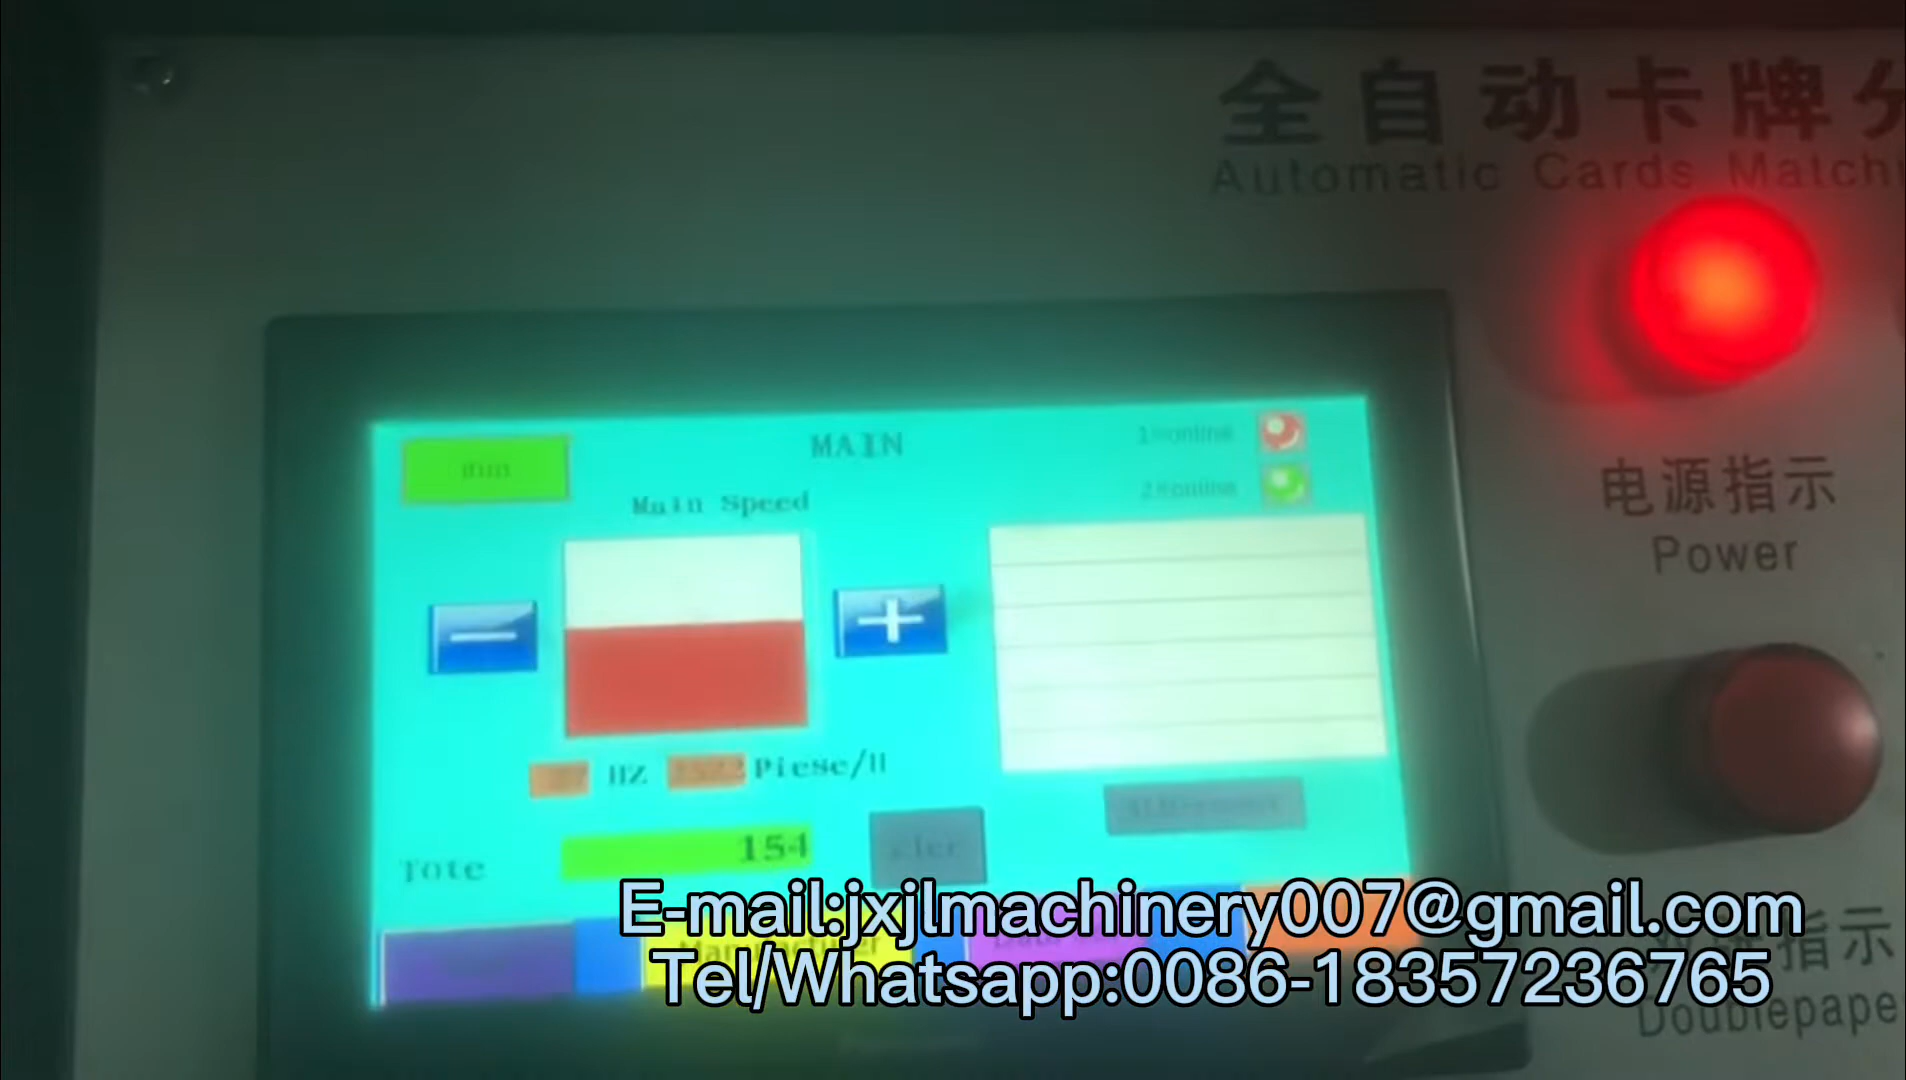 全自动卡牌分
Automatic Cards Matchi
MAIN
1#online
2#online
Main Speed
电源指示
Power
HZ
Piese/H
Tote
154
Manufacturer
E-mail:jxjlmachinery007@gmail.com
Tel/Whatsapp:0086-18357236765
指示
Doublepape